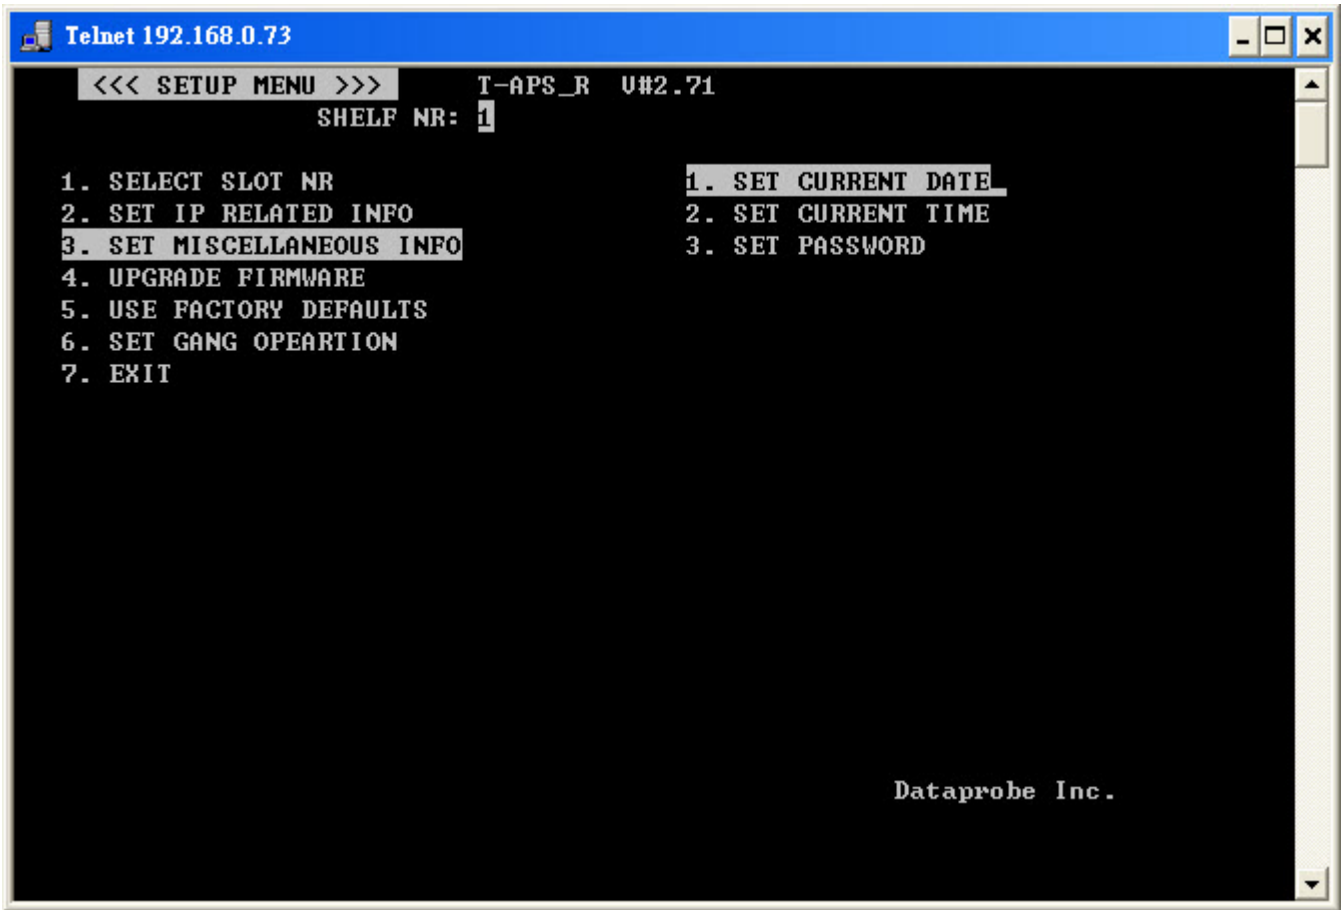 Telnet 192.168.0.73
<<< SETUP MENU >>> T-APS_R V#2.71
SHELF NR: 1
1. SELECT SLOT NR
2. SET IP RELATED INFO
3. SET MISCELLANEOUS INFO
4. UPGRADE FIRMWARE
5. USE FACTORY DEFAULTS
6. SET GANG OPEARTION
7. EXIT
1. SET CURRENT DATE
2. SET CURRENT TIME
3. SET PASSWORD
Dataprobe Inc.